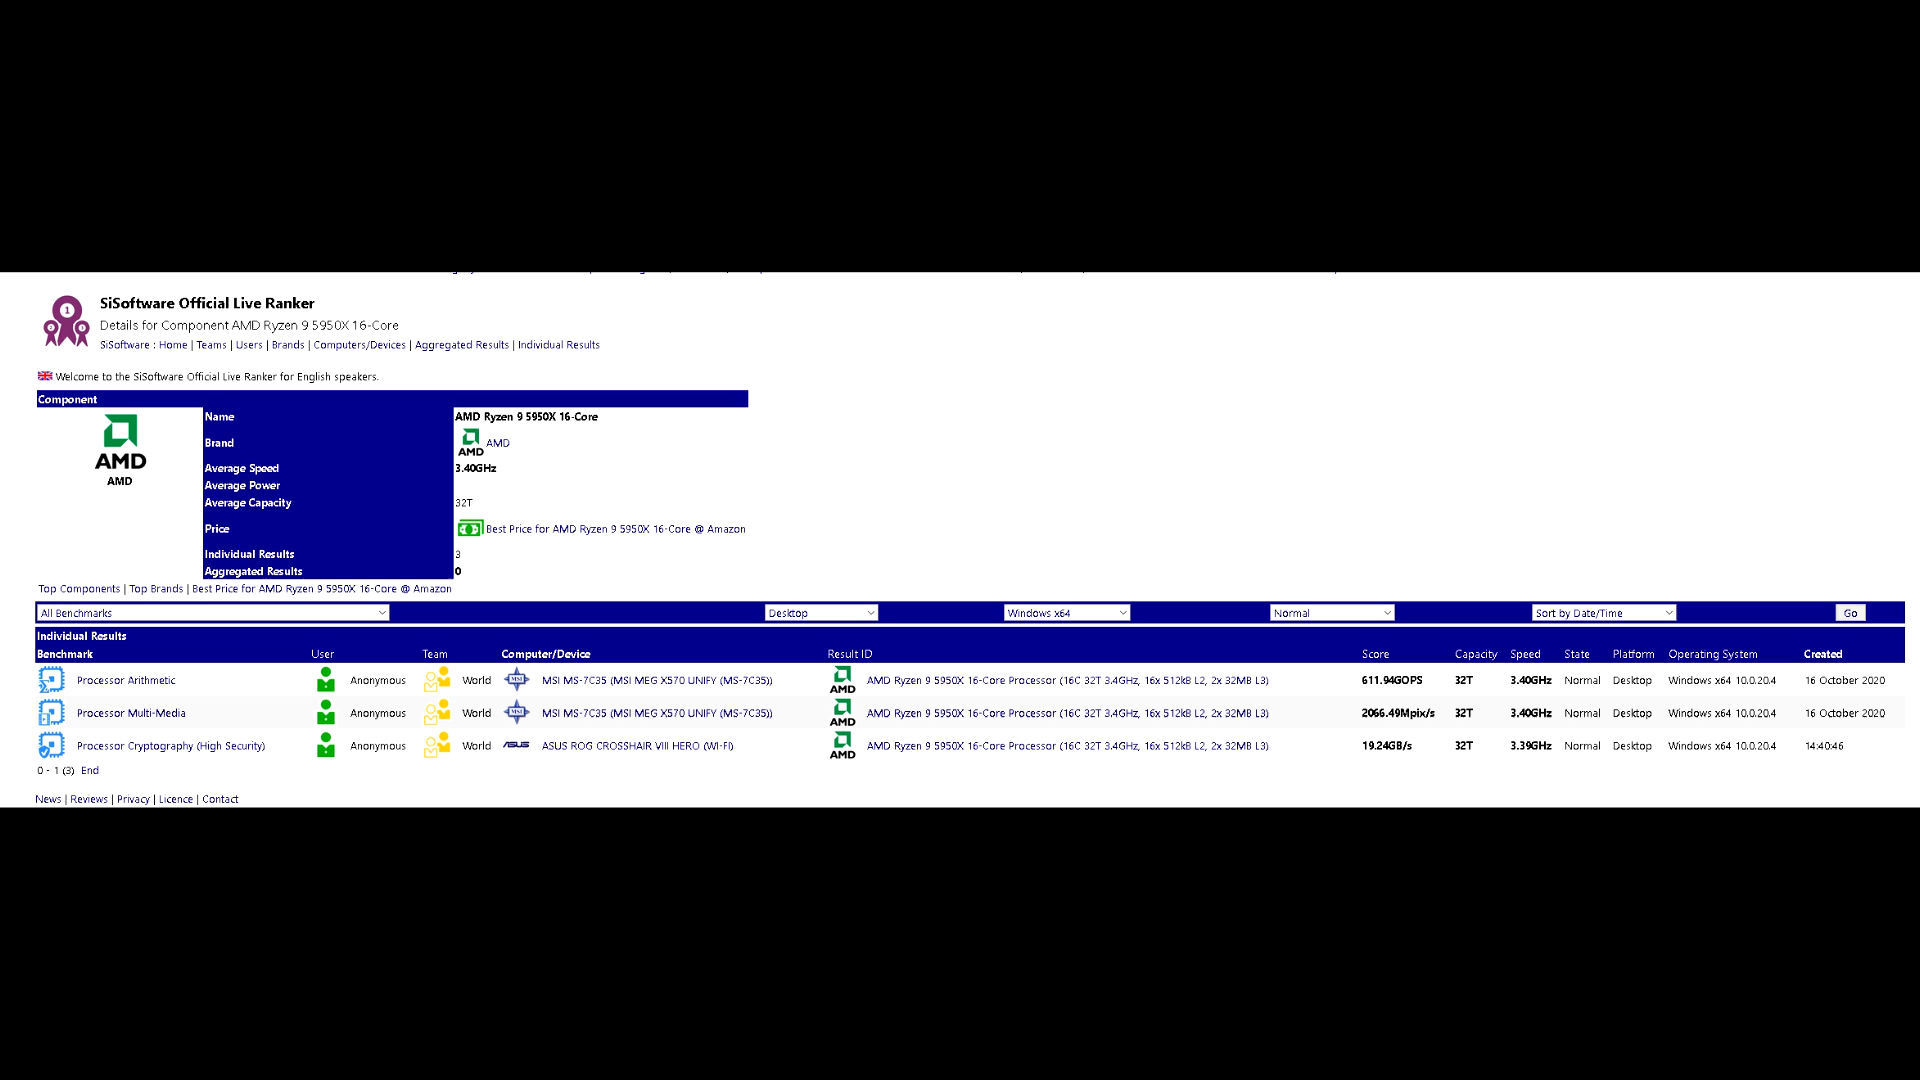 SiSoftware Official Live Ranker
Details for Component AMD Ryzen 9 5950X 16-Core
SiSoftware : Home | Teams | Users | Brands | Computers/Devices | Aggregated Results | Individual Results
Welcome to the SiSoftware Official Live Ranker for English speakers.
Component
AMD
AMD
Name AMD Ryzen 9 5950X 16-Core
Brand AMD AMD
Average Speed 3.40GHz
Average Power
Average Capacity 32T
Price Best Price for AMD Ryzen 9 5950X 16-Core @ Amazon
Individual Results 3
Aggregated Results 0
Top Components | Top Brands | Best Price for AMD Ryzen 9 5950X 16-Core @ Amazon
All Benchmarks Desktop Windows x64 Normal Sort by Date/Time Go
Individual Results
Benchmark User Team Computer/Device Result ID Score Capacity Speed State Platform Operating System Created
Processor Arithmetic Anonymous World MSI MSI MS-7C35 (MSI MEG X570 UNIFY (MS-7C35)) AMD AMD Ryzen 9 5950X 16-Core Processor (16C 32T 3.4GHz, 16x 512kB L2, 2x 32MB L3) 611.94GOPS 32T 3.40GHz Normal Desktop Windows x64 10.0.20.4 16 October 2020
Processor Multi-Media Anonymous World MSI MSI MS-7C35 (MSI MEG X570 UNIFY (MS-7C35)) AMD AMD Ryzen 9 5950X 16-Core Processor (16C 32T 3.4GHz, 16x 512kB L2, 2x 32MB L3) 2066.49Mpix/s 32T 3.40GHz Normal Desktop Windows x64 10.0.20.4 16 October 2020
Processor Cryptography (High Security) Anonymous World ASUS ASUS ROG CROSSHAIR VIII HERO (WI-FI) AMD AMD Ryzen 9 5950X 16-Core Processor (16C 32T 3.4GHz, 16x 512kB L2, 2x 32MB L3) 19.24GB/s 32T 3.39GHz Normal Desktop Windows x64 10.0.20.4 14:40:46
0 - 1 (3) End
News | Reviews | Privacy | Licence | Contact